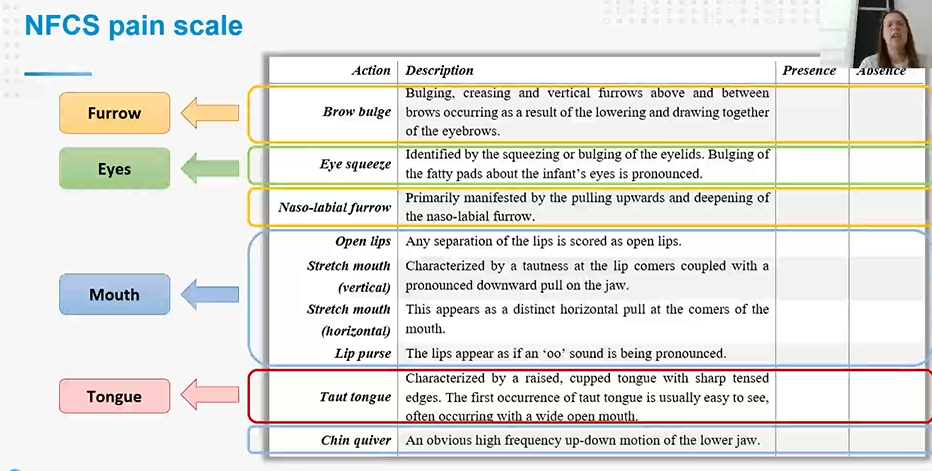 NFCS pain scale
Action Description Presence Absence
Furrow
Brow bulge
Bulging, creasing and vertical furrows above and between
brows occurring as a result of the lowering and drawing together
of the eyebrows.
Eyes
Eye squeeze
Identified by the squeezing or bulging of the eyelids. Bulging of
the fatty pads about the infant's eyes is pronounced.
Naso-labial furrow
Primarily manifested by the pulling upwards and deepening of
the naso-labial furrow.
Mouth
Open lips Any separation of the lips is scored as open lips.
Stretch mouth
(vertical)
Characterized by a tautness at the lip comers coupled with a
pronounced downward pull on the jaw.
Stretch mouth
(horizontal)
This appears as a distinct horizontal pull at the comers of the
mouth.
Lip purse The lips appear as if an ‘oo’ sound is being pronounced.
Tongue
Taut tongue
Characterized by a raised, cupped tongue with sharp tensed
edges. The first occurrence of taut tongue is usually easy to see,
often occurring with a wide open mouth.
Chin quiver An obvious high frequency up-down motion of the lower jaw.